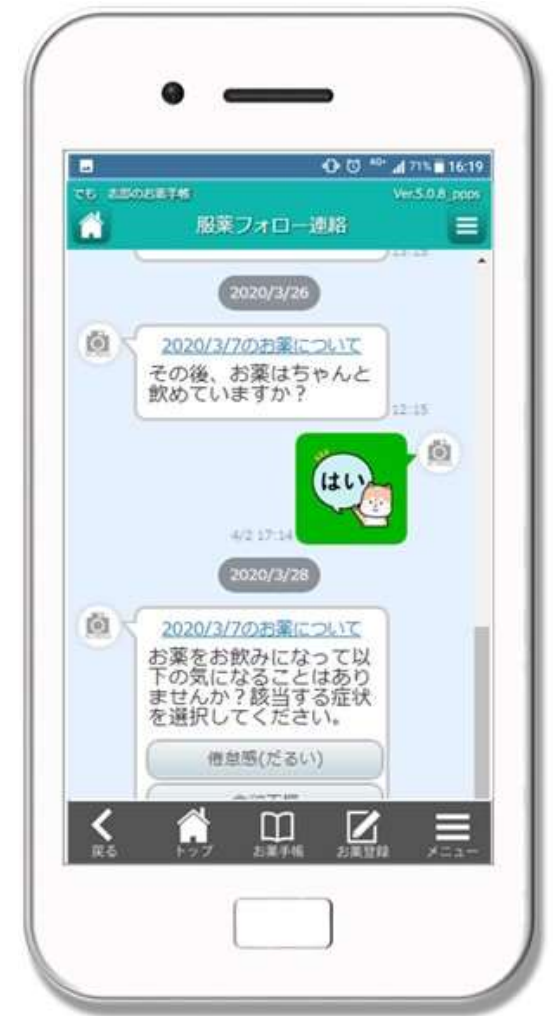 71% 16:19
のお薬手帳 Ver.5.0.8_ppps
服薬フォロー連絡
2020/3/26
2020/3/7のお薬について
その後、お薬はちゃんと
飲めていますか？
12:15
はい
4/2 17:14
2020/3/28
2020/3/7のお薬について
お薬をお飲みになって以
下の気になることはあり
ませんか？該当する症状
を選択してください。
倦怠感(だるい)
戻る トップ お薬手帳 お薬登録 メニュー